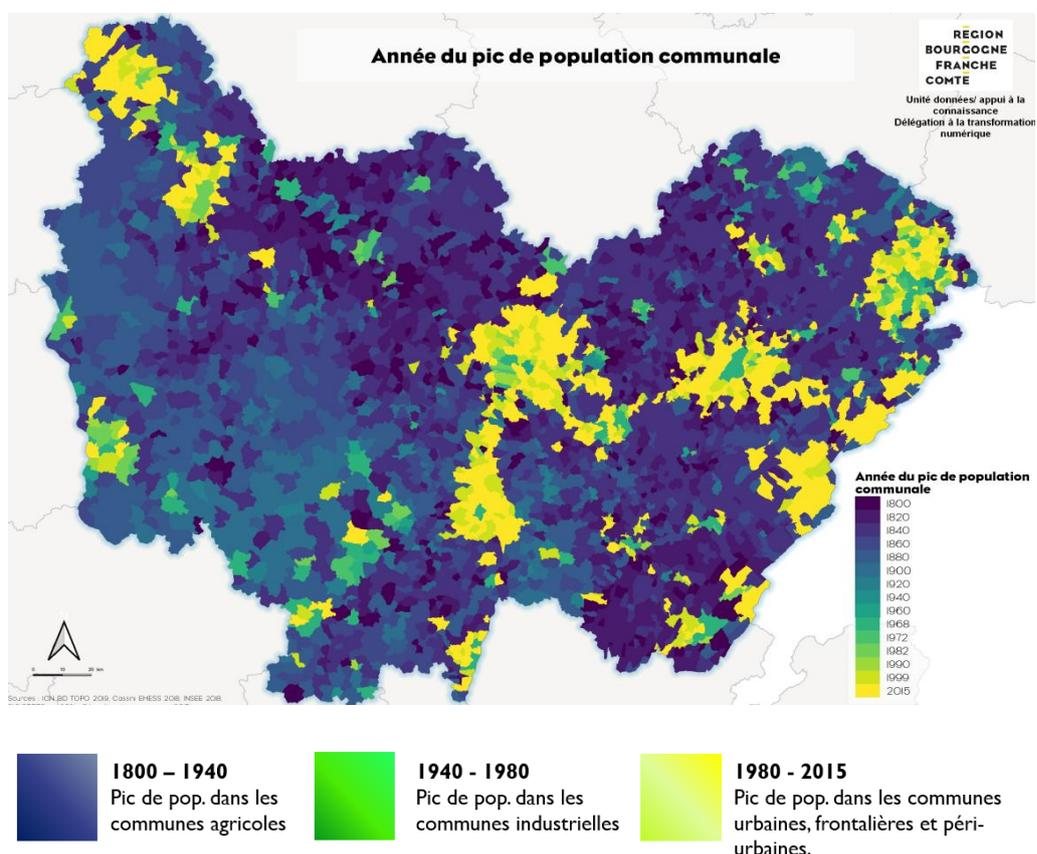 Année du pic de population communale
REGION
BOURGOGNE
FRANCHE
COMTE
Unité données/ appui à la
connaissance
Délégation à la transformation
numérique
Année du pic de population
communale
1800
1820
1840
1860
1880
1900
1920
1940
1960
1968
1972
1982
1990
1999
2015
0 10 20 km
Sources : IGN BD TOPO 2019, Cassini EHESS 2018, INSEE 2018,
1800 – 1940
Pic de pop. dans les
communes agricoles
1940 - 1980
Pic de pop. dans les
communes industrielles
1980 - 2015
Pic de pop. dans les communes
urbaines, frontalières et péri-
urbaines.